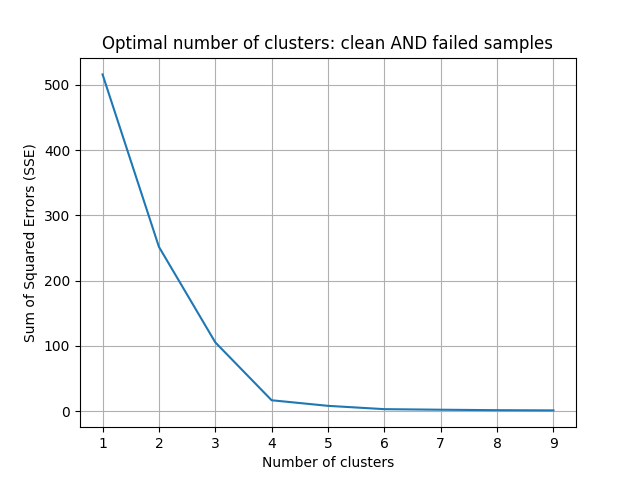 Optimal number of clusters: clean AND failed samples
Sum of Squared Errors (SSE)
500
400
300
200
100
0
1 2 3 4 5 6 7 8 9
Number of clusters